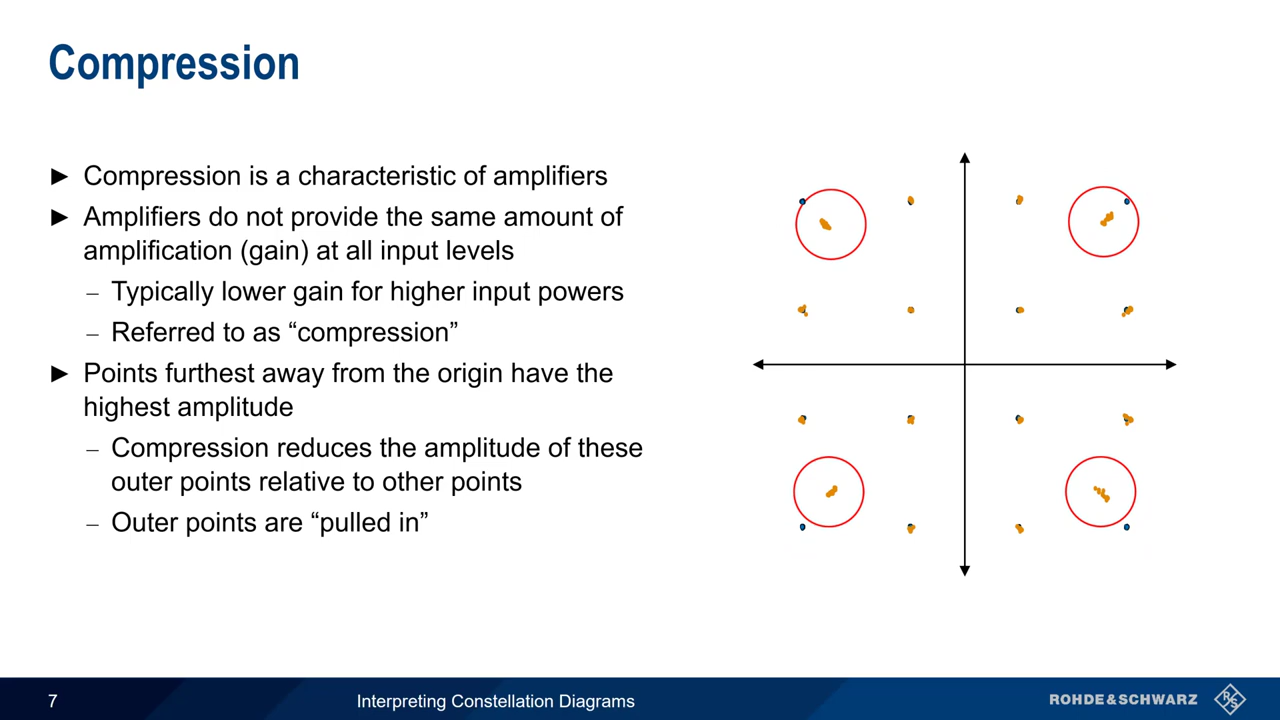 Compression
► Compression is a characteristic of amplifiers
► Amplifiers do not provide the same amount of
amplification (gain) at all input levels
– Typically lower gain for higher input powers
– Referred to as “compression”
► Points furthest away from the origin have the
highest amplitude
– Compression reduces the amplitude of these
outer points relative to other points
– Outer points are “pulled in”
7
Interpreting Constellation Diagrams
ROHDE&SCHWARZ
R&S